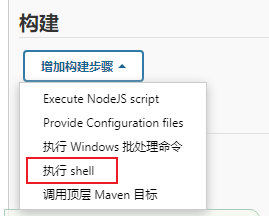 构建
增加构建步骤
Execute NodeJS script
Provide Configuration files
执行 Windows 批处理命令
执行 shell
调用顶层 Maven 目标